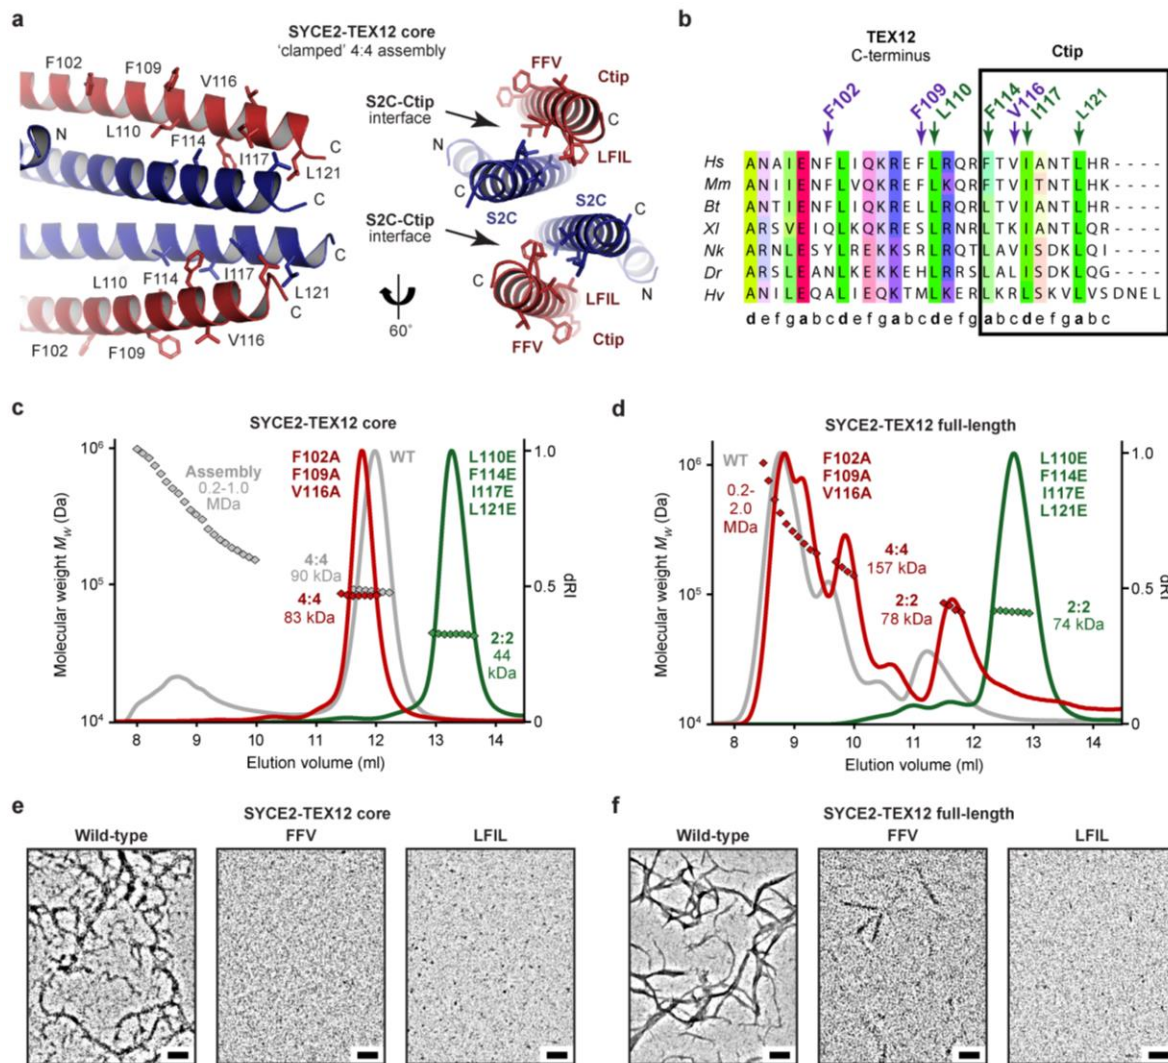 a
SYCE2-TEX12 core
'clamped' 4:4 assembly
F102
F109
V116
N
L110
F114
I117
L121
C
C
C
F114
I117
L110
L121
C
F102
F109
V116
60°
S2C-Ctip
interface
S2C-Ctip
interface
FFV
Ctip
C
N
LFIL
C
S2C
S2C
C
C
N
LFIL
FFV
Ctip
b
TEX12
C-terminus
Ctip
F102
F109
L110
F114
V116
I117
L121
Hs A N A I E N F L I Q K R E F L R Q R F T V I A N T L H R - - - -
Mm A N I I E N F L V Q K R E F L K Q R F T V I T N T L H K - - - -
Bt A N T I E N F L I Q K R E L L R Q R L T V I A N T L Q R - - - -
Xl A R S V E I Q L K Q R E S L R N R L T K I A N T L Q R - - - -
Nk A R N L E S Y L R E K K S R L R Q T L A V I S D K L Q I - - - -
Dr A R S L E A N L K E K E H L R R S L A L I S D K L Q G - - - -
Hv A N I L E Q A L I E Q K T M L K E R L K R L S K V L V S D N E L
d e f g a b c d e f g a b c d e f g a b c d e f g a b c
c
SYCE2-TEX12 core
Molecular weight Mw (Da)
10⁶
10⁵
10⁴
Assembly
0.2-1.0
MDa
F102A
F109A
V116A
WT
L110E
F114E
I117E
L121E
4:4
90 kDa
4:4
83 kDa
2:2
44
kDa
1.0
0.5
0
dRI
8 9 10 11 12 13 14
Elution volume (ml)
d
SYCE2-TEX12 full-length
Molecular weight Mw (Da)
10⁶
10⁵
10⁴
WT
0.2-
2.0
MDa
F102A
F109A
V116A
L110E
F114E
I117E
L121E
4:4
157 kDa
2:2
78 kDa
2:2
74 kDa
1.0
0.5
0
dRI
8 9 10 11 12 13 14
Elution volume (ml)
e
SYCE2-TEX12 core
Wild-type FFV LFIL
f
SYCE2-TEX12 full-length
Wild-type FFV LFIL